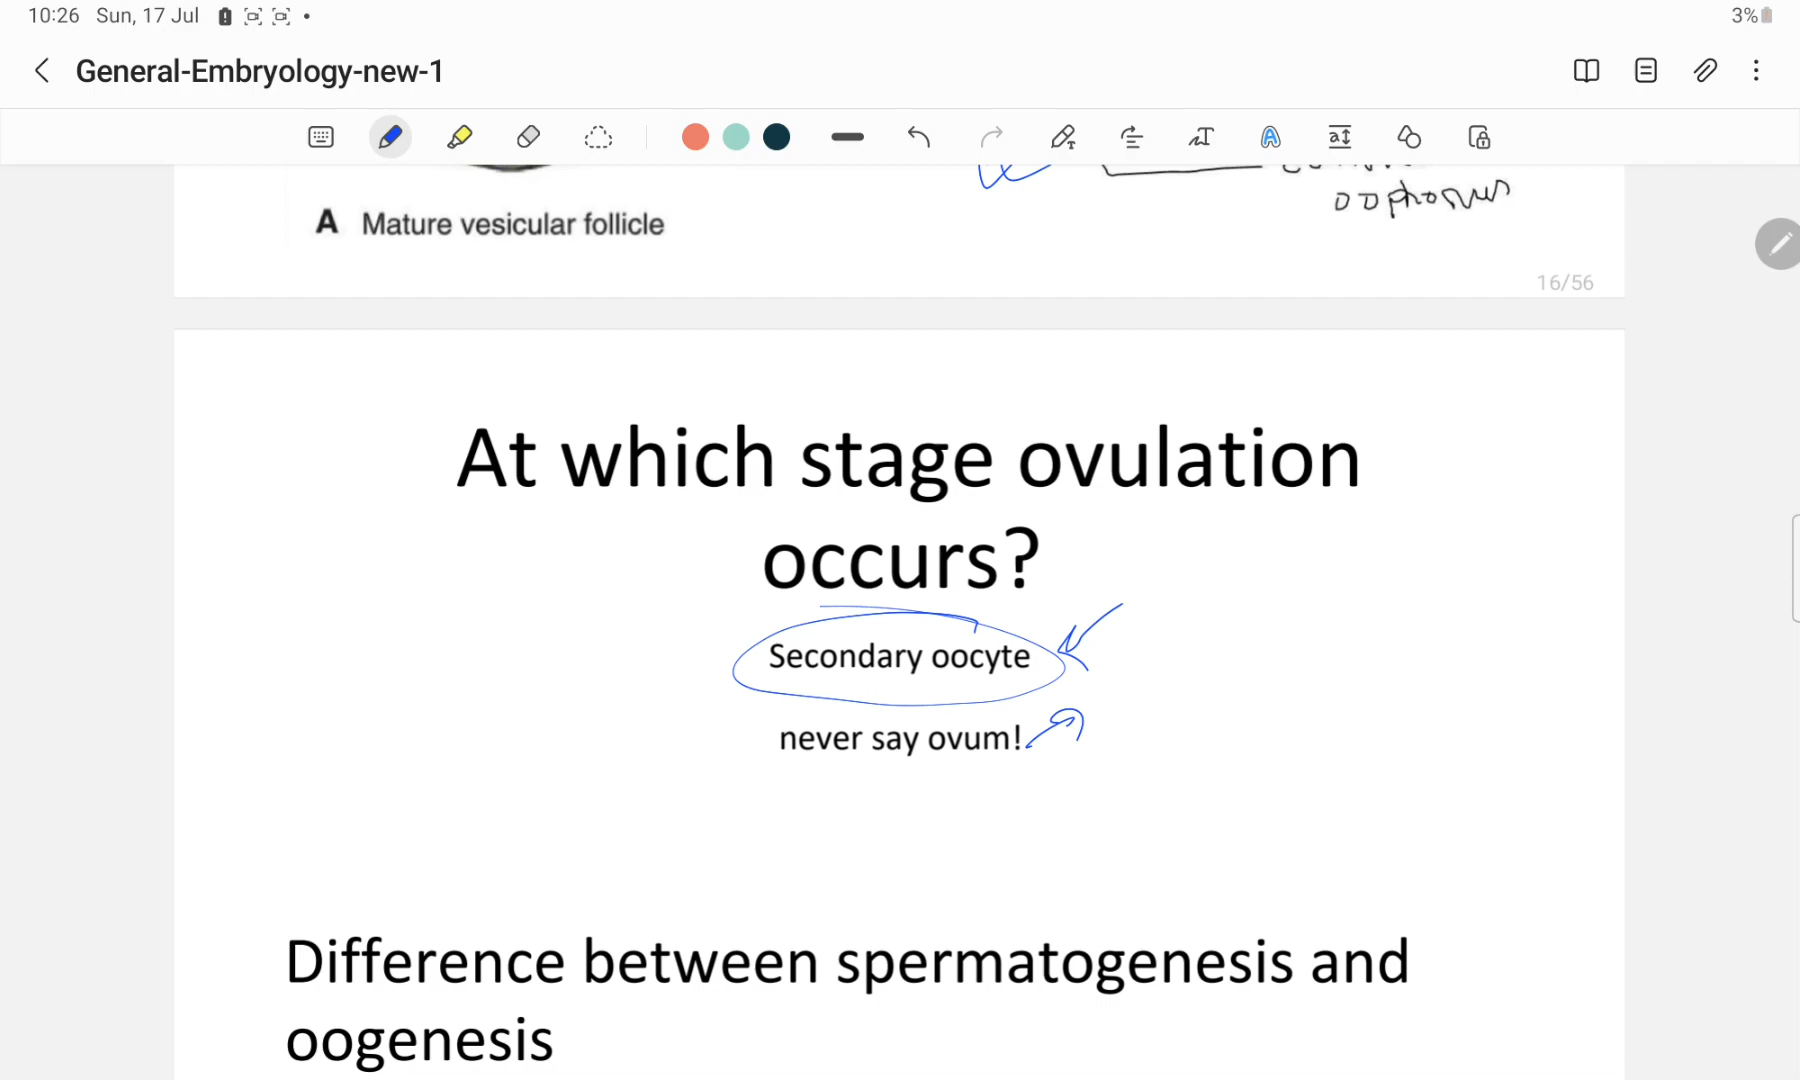 10:26 Sun, 17 Jul
3%
General-Embryology-new-1
oophorus
A Mature vesicular follicle
16/56
At which stage ovulation
occurs?
Secondary oocyte
never say ovum!
Difference between spermatogenesis and
oogenesis